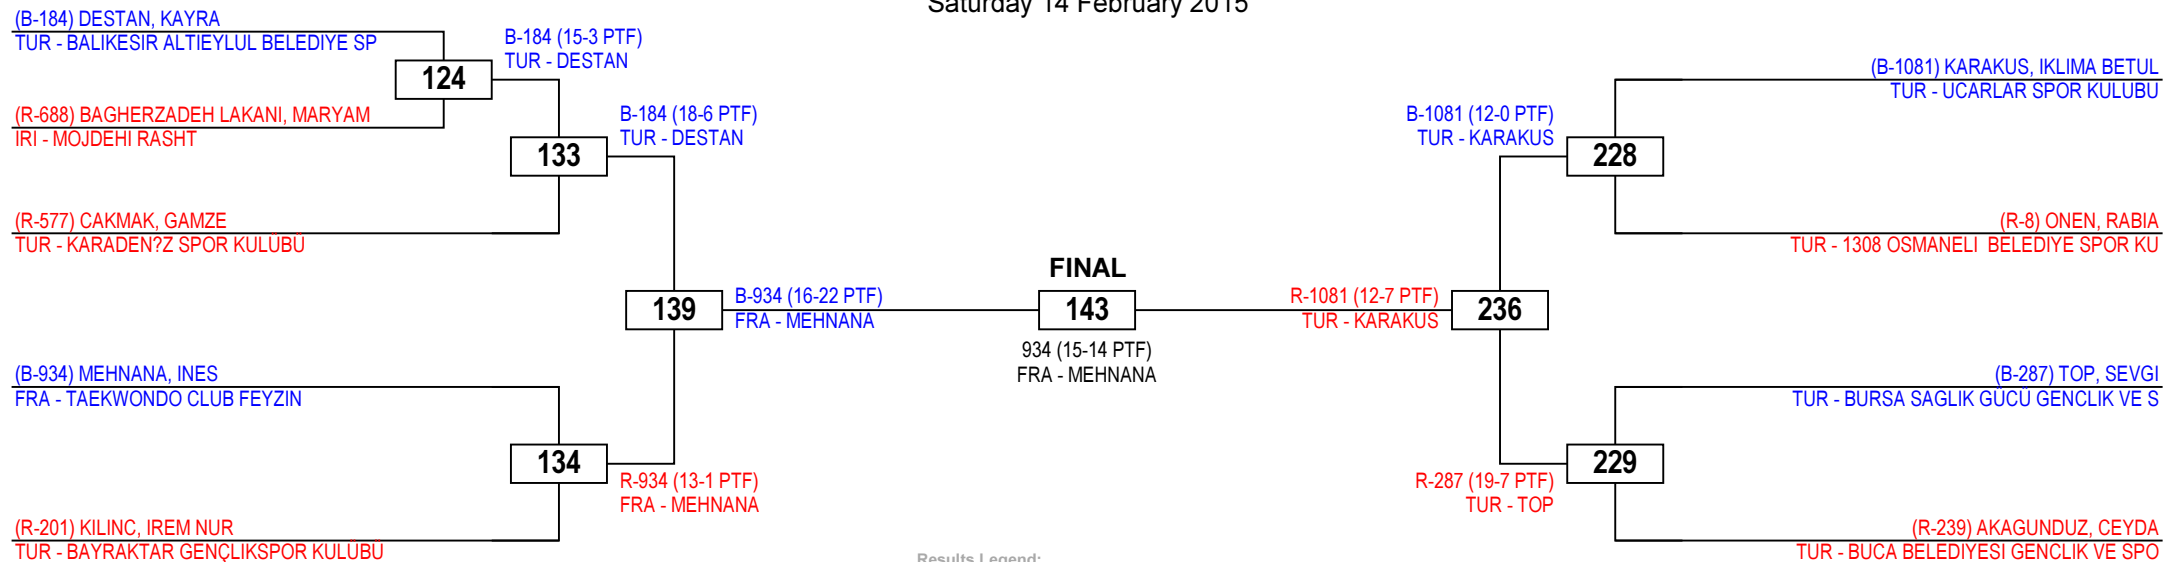 Saturday 14 February 2015
(B-184) DESTAN, KAYRA
TUR - BALIKESIR ALTIEYLUL BELEDIYE SP
B-184 (15-3 PTF)
TUR - DESTAN
124
(R-688) BAGHERZADEH LAKANI, MARYAM
IRI - MOJDEHI RASHT
B-184 (18-6 PTF)
TUR - DESTAN
133
(R-577) CAKMAK, GAMZE
TUR - KARADEN?Z SPOR KULÜBÜ
139
B-934 (16-22 PTF)
FRA - MEHNANA
(B-934) MEHNANA, INES
FRA - TAEKWONDO CLUB FEYZIN
134
R-934 (13-1 PTF)
FRA - MEHNANA
(R-201) KILINC, IREM NUR
TUR - BAYRAKTAR GENÇLIKSPOR KULÜBÜ
FINAL
143
934 (15-14 PTF)
FRA - MEHNANA
(B-1081) KARAKUS, IKLIMA BETUL
TUR - UCARLAR SPOR KULUBU
B-1081 (12-0 PTF)
TUR - KARAKUS
228
(R-8) ONEN, RABIA
TUR - 1308 OSMANELI  BELEDIYE SPOR KU
R-1081 (12-7 PTF)
TUR - KARAKUS
236
(B-287) TOP, SEVGI
TUR - BURSA SAGLIK GÜCÜ GENCLIK VE S
229
R-287 (19-7 PTF)
TUR - TOP
(R-239) AKAGUNDUZ, CEYDA
TUR - BUCA BELEDIYESI GENCLIK VE SPO
Results Legend: